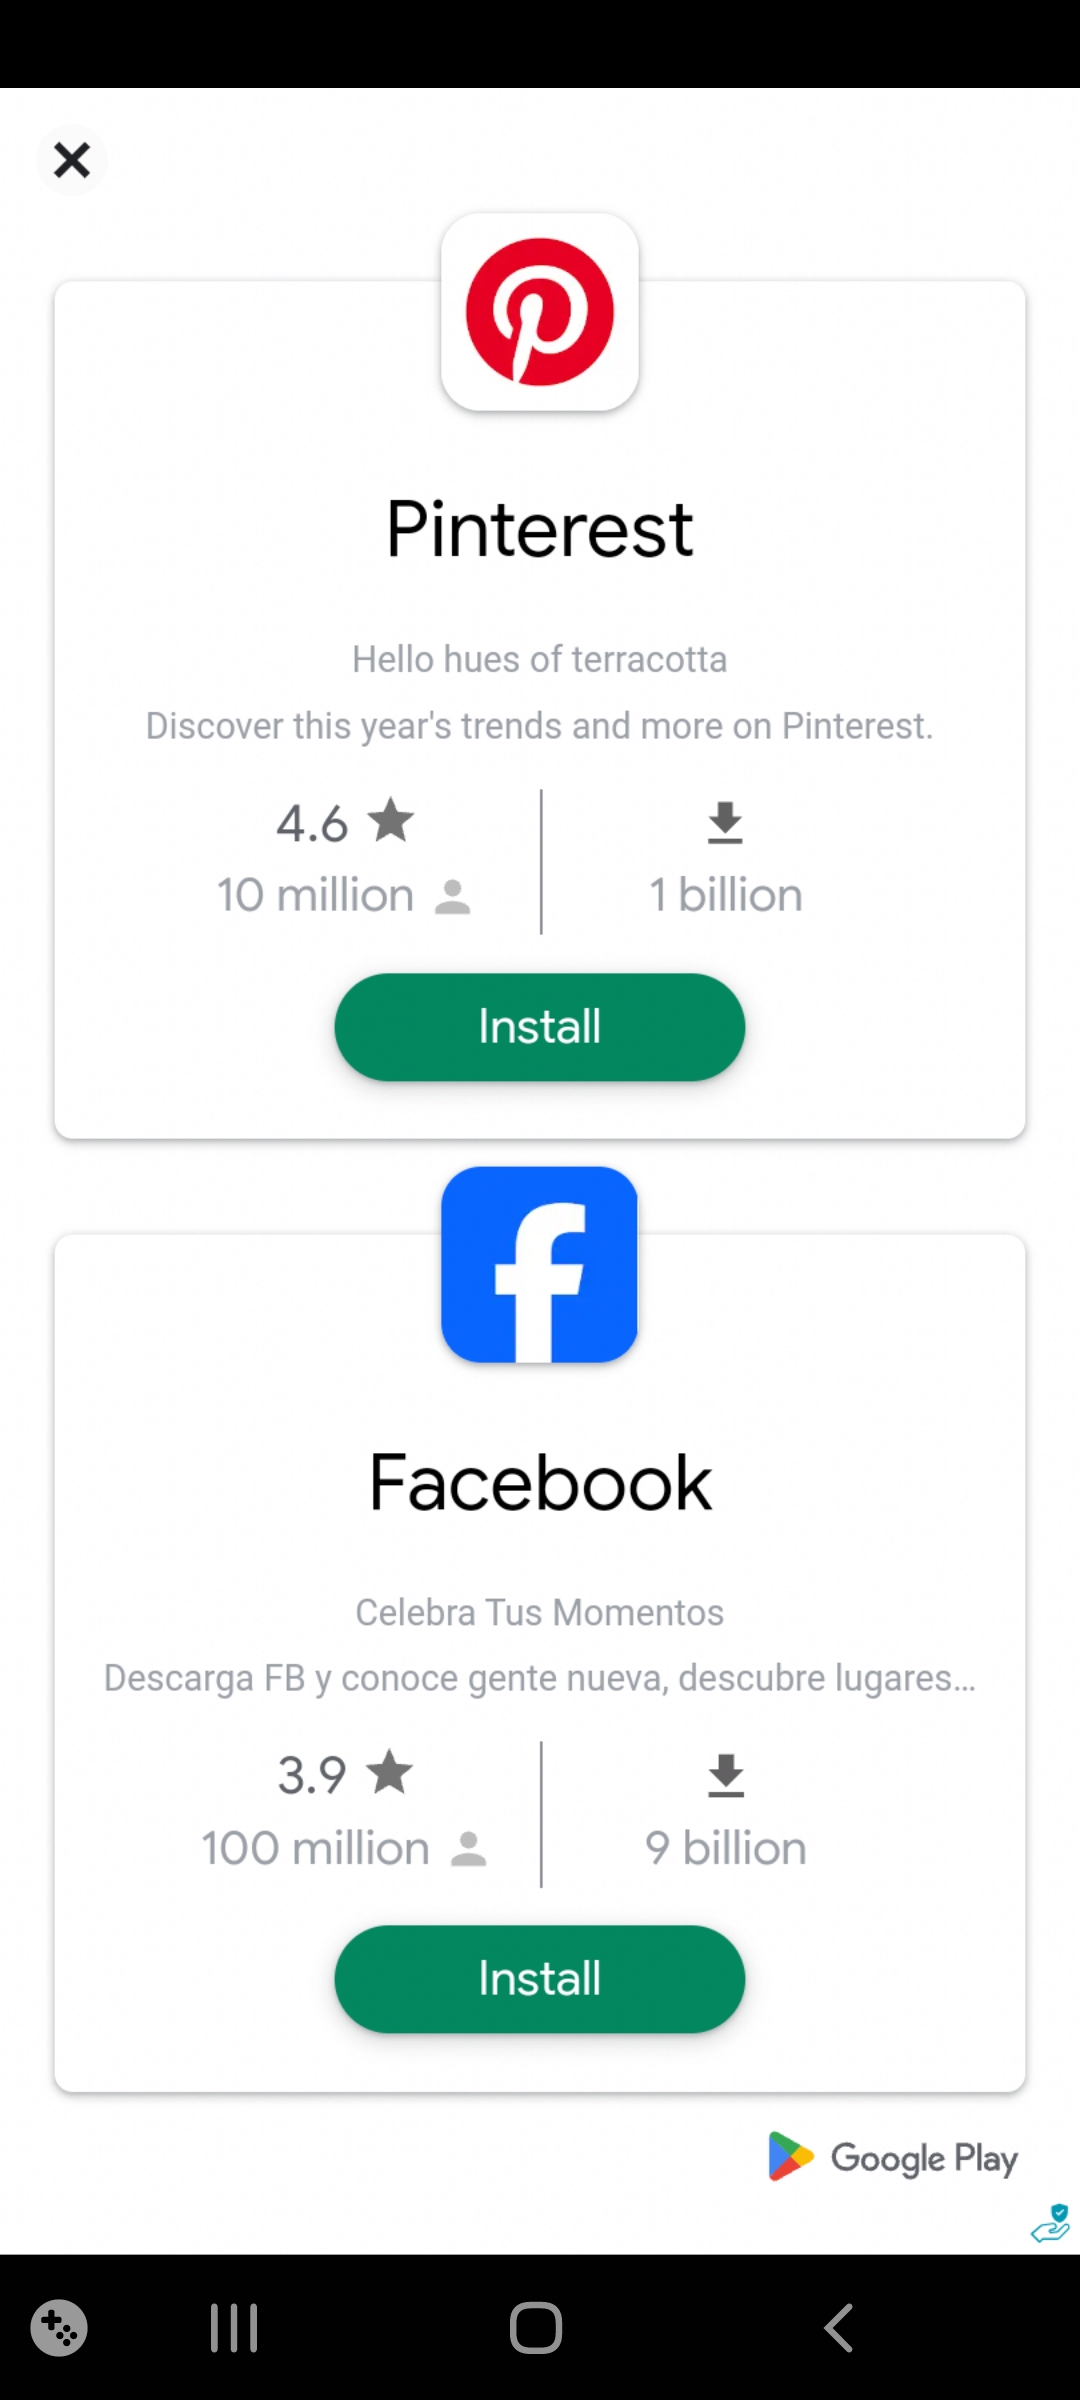 Pinterest
Hello hues of terracotta
Discover this year's trends and more on Pinterest.
4.6
10 million
1 billion
Install
Facebook
Celebra Tus Momentos
Descarga FB y conoce gente nueva, descubre lugares...
3.9
100 million
9 billion
Install
Google Play